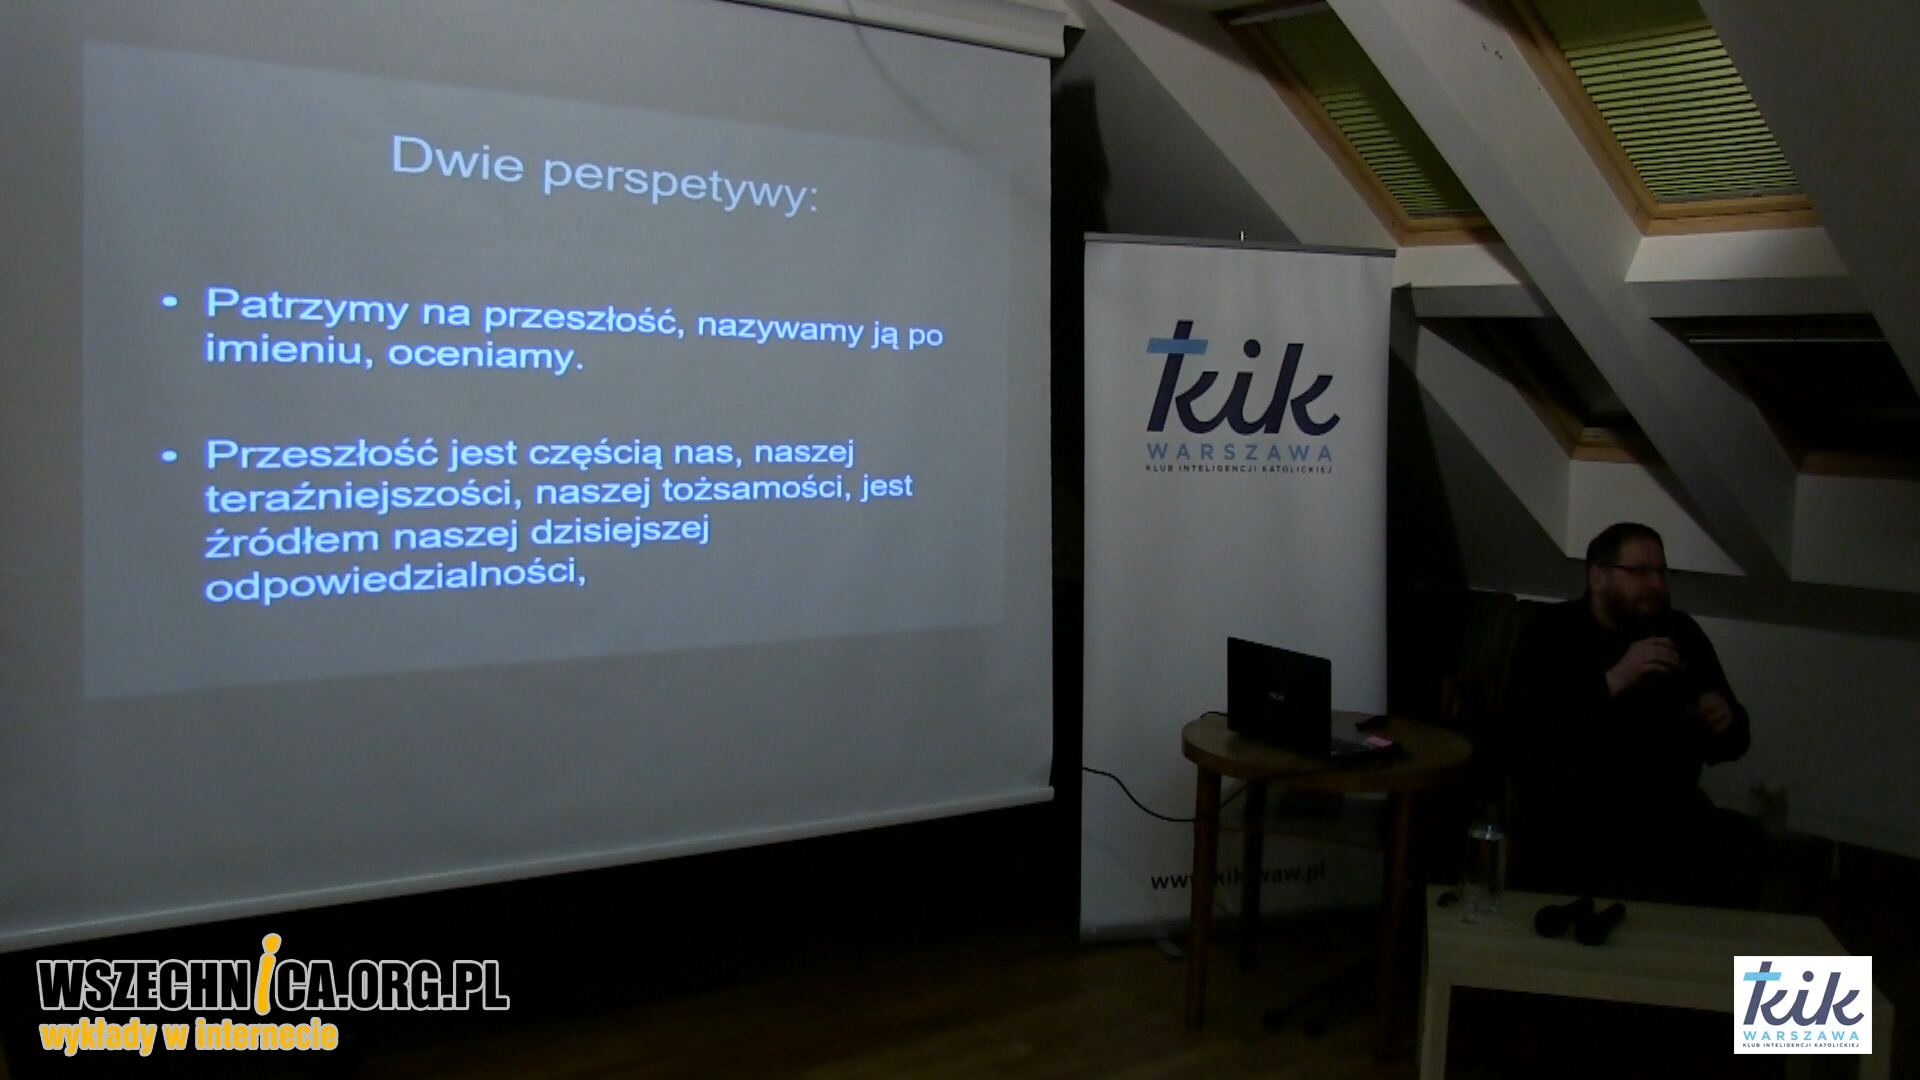 Dwie perspetywy:
• Patrzymy na przeszłość, nazywamy ją po
imieniu, oceniamy.
• Przeszłość jest częścią nas, naszej
teraźniejszości, naszej tożsamości, jest
źródłem naszej dzisiejszej
odpowiedzialności,
kik
WARSZAWA
KLUB INTELIGENCJI KATOLICKIEJ
WSZECHNiCA.ORG.PL
wykłady w internecie
kik
WARSZAWA
KLUB INTELIGENCJI KATOLICKIEJ